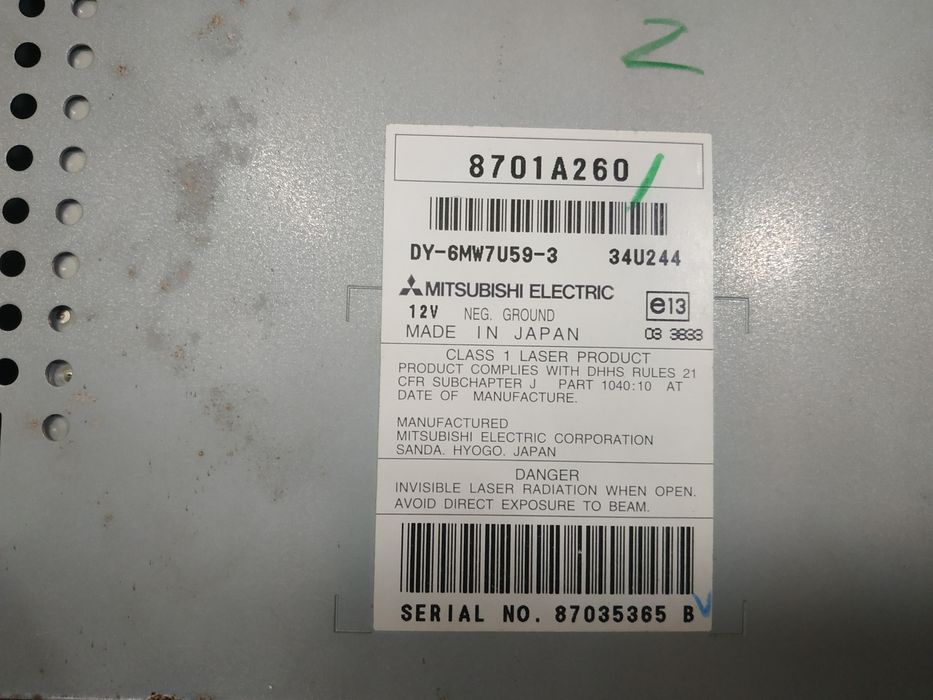 2
8701A260
DY-6MW7U59-3 34U244
MITSUBISHI ELECTRIC
12V NEG. GROUND e13
MADE IN JAPAN 03 3833
CLASS 1 LASER PRODUCT
PRODUCT COMPLIES WITH DHHS RULES 21
CFR SUBCHAPTER J PART 1040:10 AT
DATE OF MANUFACTURE.
MANUFACTURED
MITSUBISHI ELECTRIC CORPORATION
SANDA. HYOGO. JAPAN
DANGER
INVISIBLE LASER RADIATION WHEN OPEN.
AVOID DIRECT EXPOSURE TO BEAM.
SERIAL NO. 87035365 B